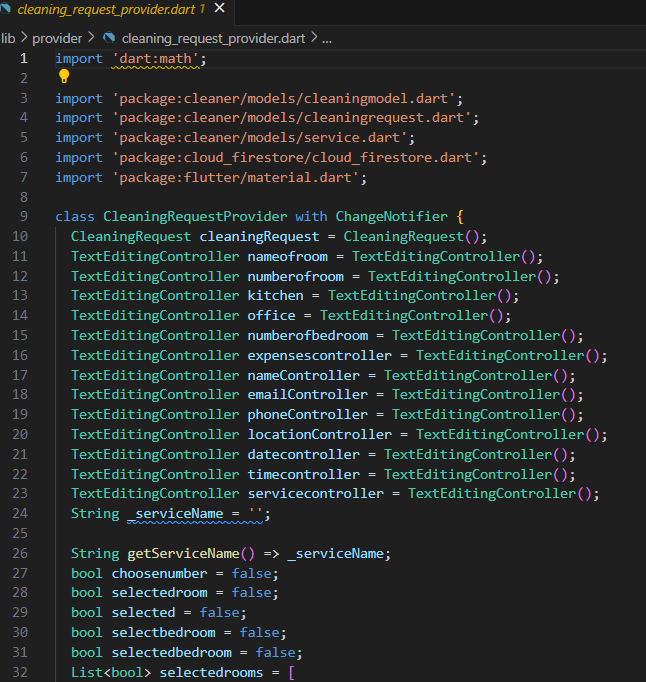 cleaning_request_provider.dart 1 ×
lib > provider > cleaning_request_provider.dart > ...
1 import 'dart:math';
2
3 import 'package:cleaner/models/cleaningmodel.dart';
4 import 'package:cleaner/models/cleaningrequest.dart';
5 import 'package:cleaner/models/service.dart';
6 import 'package:cloud_firestore/cloud_firestore.dart';
7 import 'package:flutter/material.dart';
8
9 class CleaningRequestProvider with ChangeNotifier {
10 CleaningRequest cleaningRequest = CleaningRequest();
11 TextEditingController nameofroom = TextEditingController();
12 TextEditingController numberofroom = TextEditingController();
13 TextEditingController kitchen = TextEditingController();
14 TextEditingController office = TextEditingController();
15 TextEditingController numberofbedroom = TextEditingController();
16 TextEditingController expensescontroller = TextEditingController();
17 TextEditingController nameController = TextEditingController();
18 TextEditingController emailController = TextEditingController();
19 TextEditingController phoneController = TextEditingController();
20 TextEditingController locationController = TextEditingController();
21 TextEditingController datecontroller = TextEditingController();
22 TextEditingController timecontroller = TextEditingController();
23 TextEditingController servicecontroller = TextEditingController();
24 String _serviceName = '';
25
26 String getServiceName() => _serviceName;
27 bool choosenumber = false;
28 bool selectedroom = false;
29 bool selected = false;
30 bool selectbedroom = false;
31 bool selectedbedroom = false;
32 List<bool> selectedrooms = [